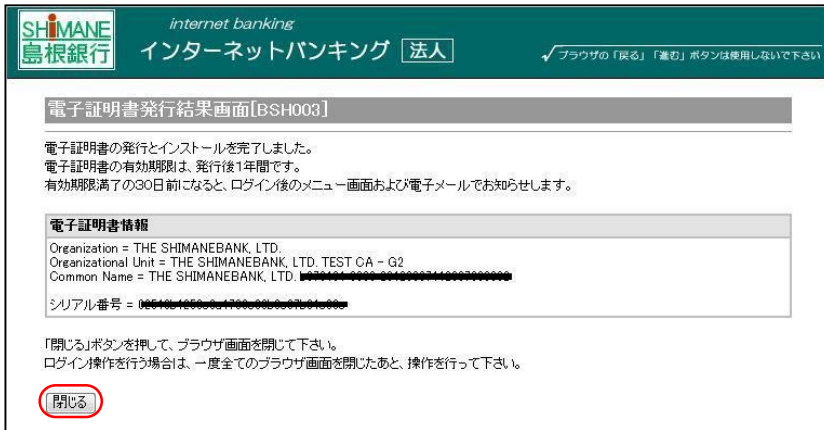 SHIMANE
島根銀行
internet banking
インターネットバンキング 法人
√ブラウザの「戻る」「進む」ボタンは使用しないで下さい
電子証明書発行結果画面[BSH003]
電子証明書の発行とインストールを完了しました。
電子証明書の有効期限は、発行後1年間です。
有効期限満了の30日前になると、ログイン後のメニュー画面および電子メールでお知らせします。
電子証明書情報
Organization = THE SHIMANEBANK, LTD.
Organizational Unit = THE SHIMANEBANK, LTD. TEST CA - G2
Common Name = THE SHIMANEBANK, LTD.
シリアル番号 =
「閉じる」ボタンを押して、ブラウザ画面を閉じて下さい。
ログイン操作を行う場合は、一度全てのブラウザ画面を閉じたあと、操作を行って下さい。
閉じる